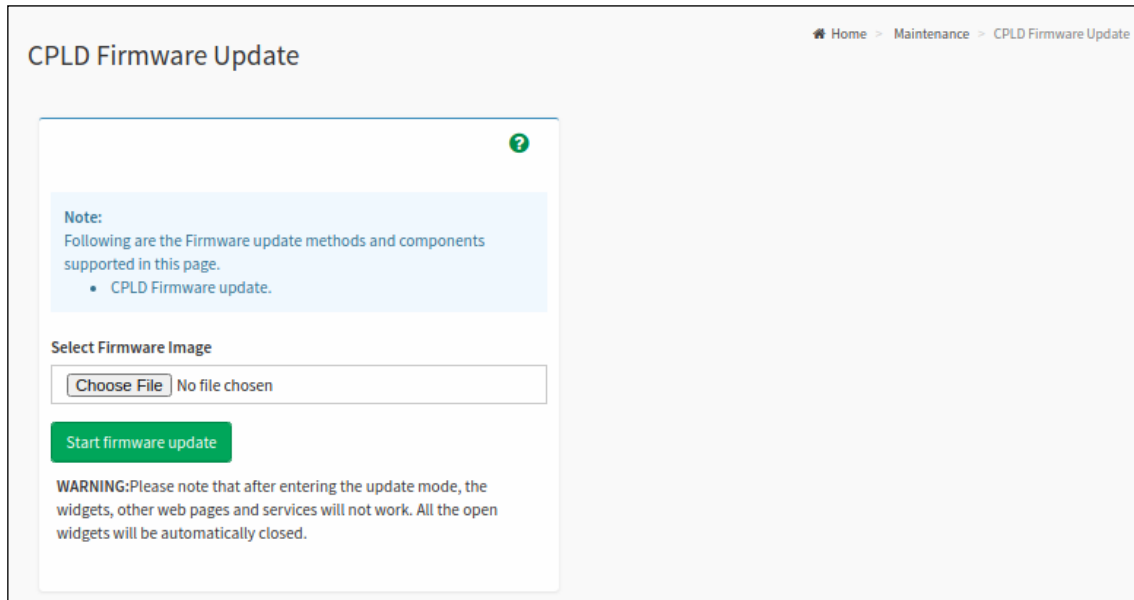 Home > Maintenance > CPLD Firmware Update
CPLD Firmware Update
?
Note:
Following are the Firmware update methods and components
supported in this page.
• CPLD Firmware update.
Select Firmware Image
Choose File No file chosen
Start firmware update
WARNING:Please note that after entering the update mode, the
widgets, other web pages and services will not work. All the open
widgets will be automatically closed.